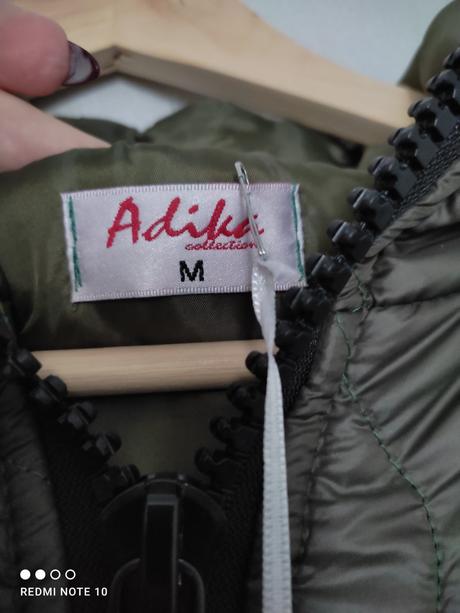 Adika
collection
M
REDMI NOTE 10